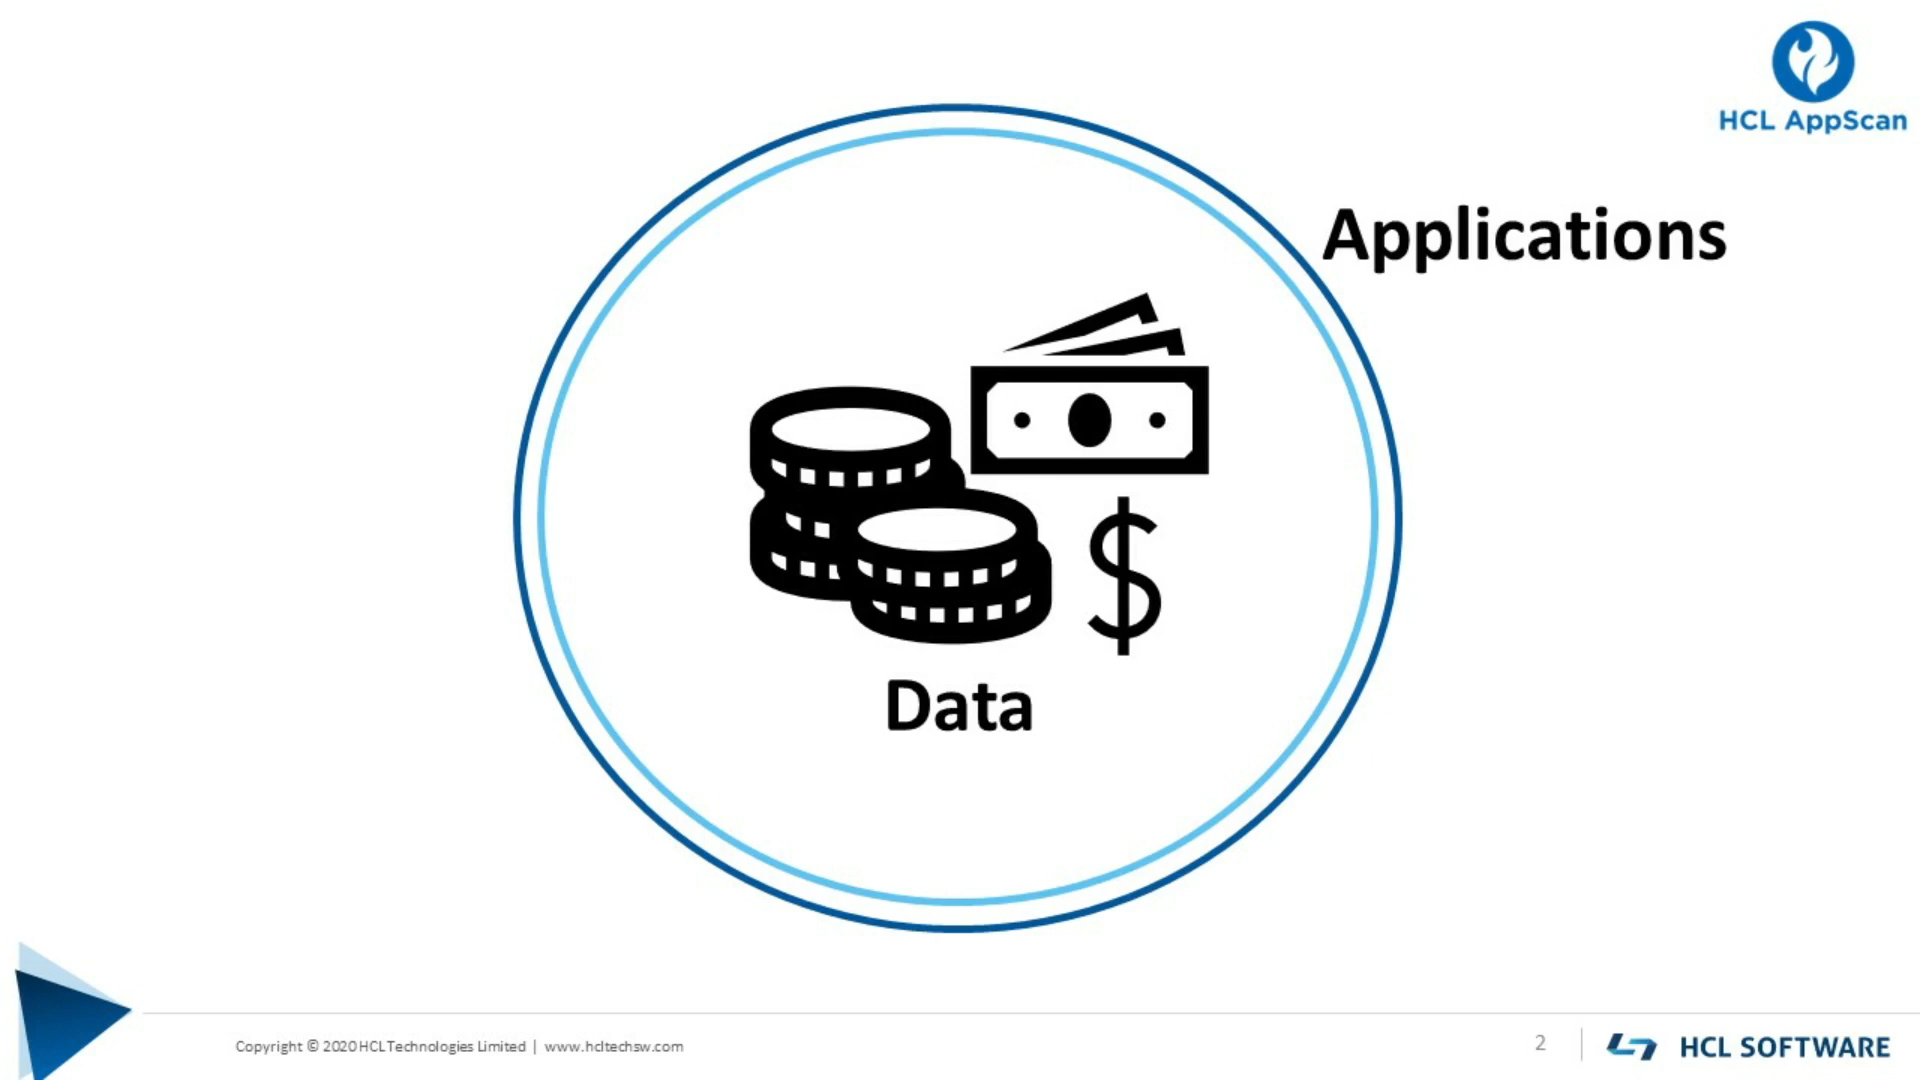 HCL AppScan
Applications
$
Data
Copyright © 2020 HCL Technologies Limited | www.hcltechsw.com
2
HCL SOFTWARE